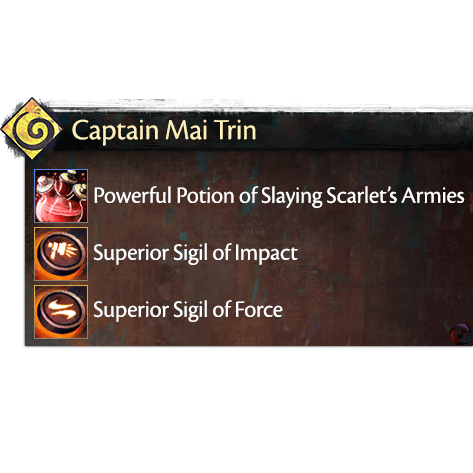 Captain Mai Trin
Powerful Potion of Slaying Scarlet's Armies
Superior Sigil of Impact
Superior Sigil of Force